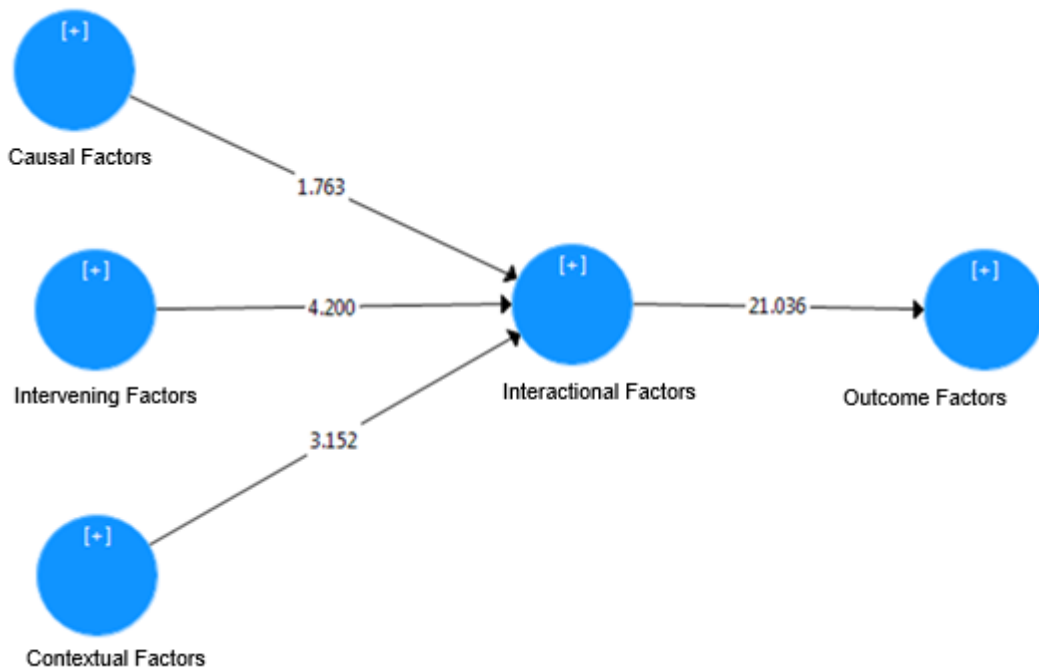 [+]
Causal Factors
1.763
[+]
Intervening Factors
4.200
[+]
Interactional Factors
21.036
[+]
Outcome Factors
3.152
[+]
Contextual Factors